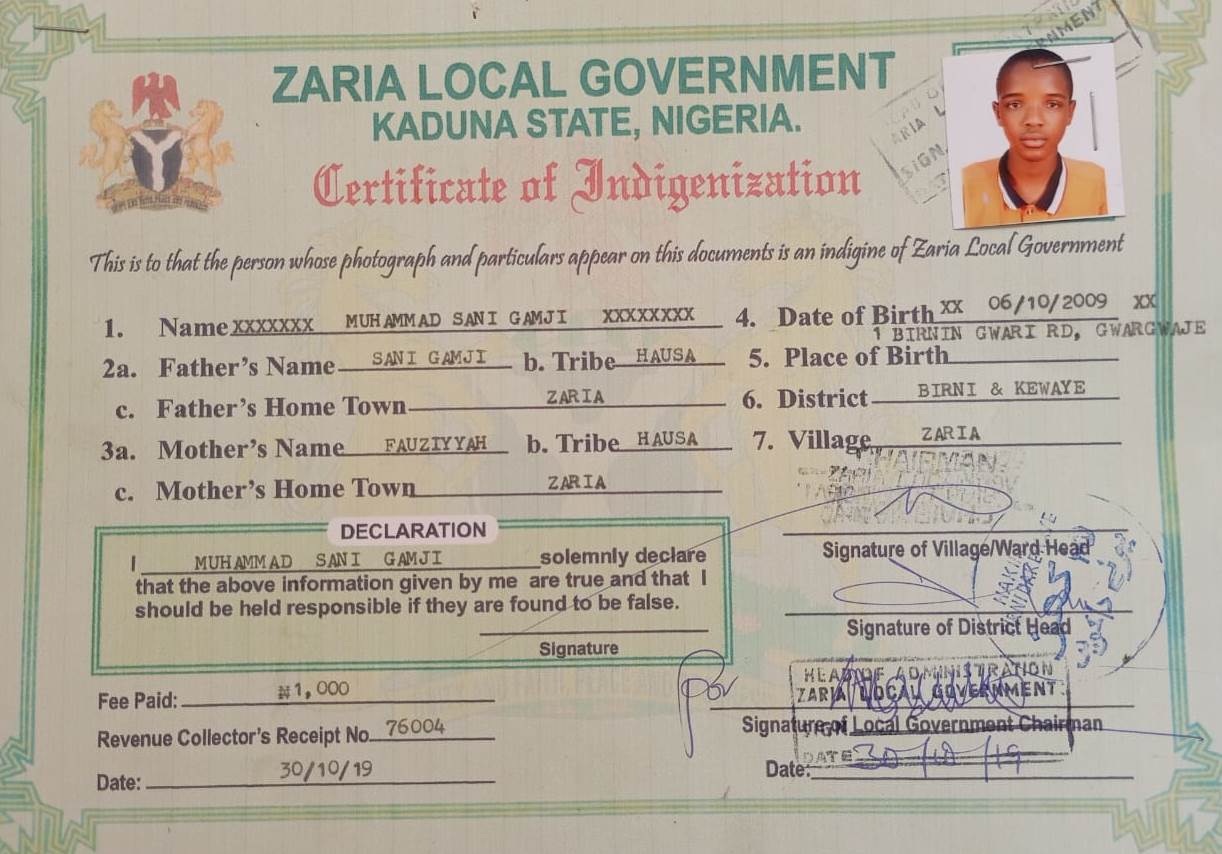 ZARIA LOCAL GOVERNMENT
KADUNA STATE, NIGERIA.
Certificate of Indigenization
This is to that the person whose photograph and particulars appear on this documents is an indigine of Zaria Local Government
1. Name XXXXXXX MUHAMMAD SANI GAMJI XXXXXXXX
2a. Father's Name SANI GAMJI b. Tribe HAUSA
c. Father's Home Town ZARIA
3a. Mother's Name FAUZIYYAH b. Tribe HAUSA
c. Mother's Home Town ZARIA
4. Date of Birth XX 06/10/2009 XX
1 BIRNIN GWARI RD, GWARGWAJE
5. Place of Birth
6. District BIRNI & KEWAYE
7. Village ZARIA
CHAIRMAN
Signature of Village/Ward Head
Signature of District Head
DECLARATION
I MUHAMMAD SANI GAMJI solemnly declare
that the above information given by me are true and that I
should be held responsible if they are found to be false.
Signature
Fee Paid: ₦1,000
Revenue Collector's Receipt No. 76004
Date: 30/10/19
for
HEAD OF ADMINISTRATION
ZARIA LOCAL GOVERNMENT
Signature of Local Government Chairman
SIGN
DATE 30/10/19
Date: